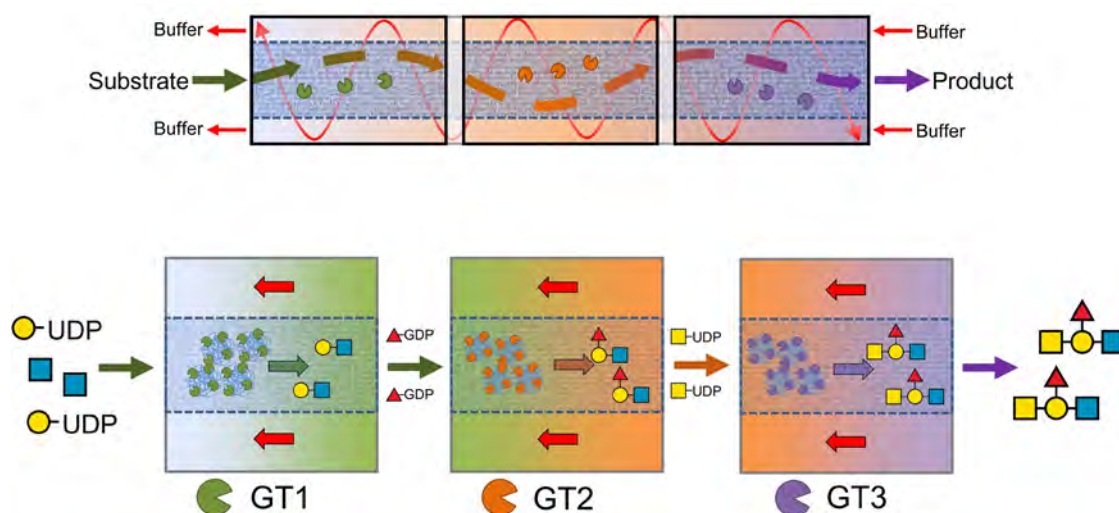 Buffer
Buffer
Substrate
Product
Buffer
Buffer
UDP
GDP
UDP
UDP
GDP
UDP
GT1
GT2
GT3